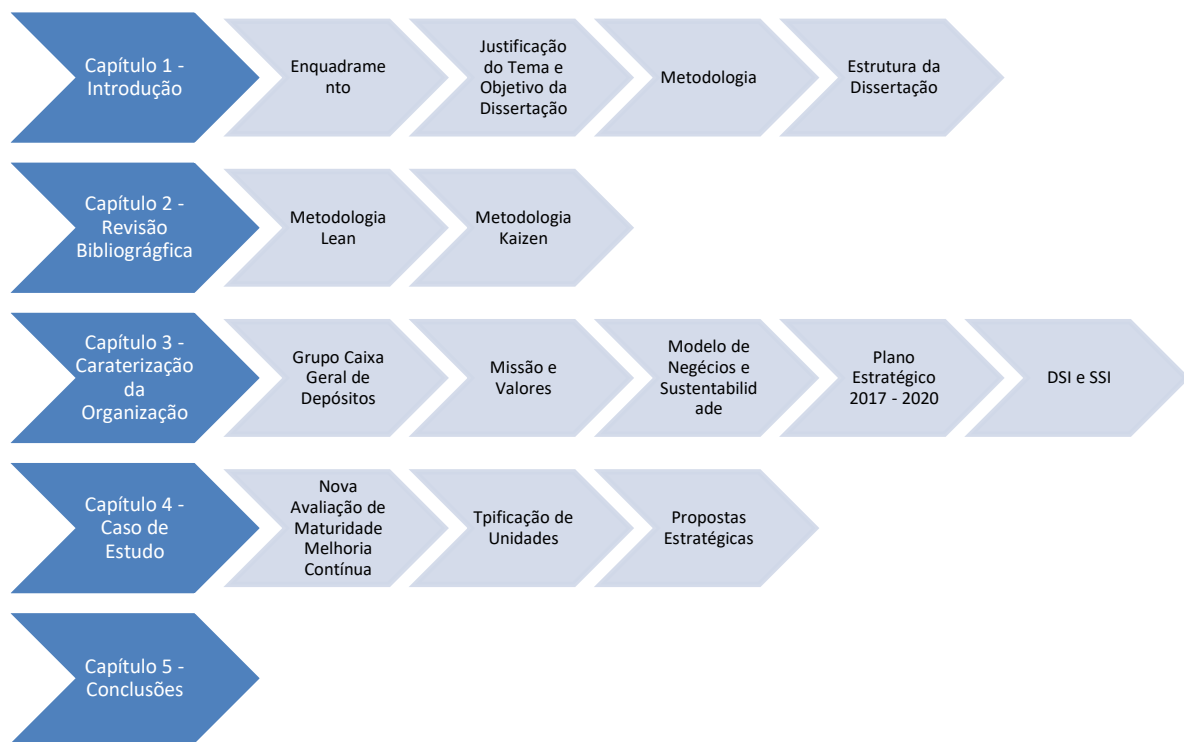 Capítulo 1 -
Introdução
Enquadrame
nto
Justificação
do Tema e
Objetivo da
Dissertação
Metodologia
Estrutura da
Dissertação
Capítulo 2 -
Revisão
Bibliográgfica
Metodologia
Lean
Metodologia
Kaizen
Capítulo 3 -
Caraterização
da
Organização
Grupo Caixa
Geral de
Depósitos
Missão e
Valores
Modelo de
Negócios e
Sustentabilid
ade
Plano
Estratégico
2017 - 2020
DSI e SSI
Capítulo 4 -
Caso de
Estudo
Nova
Avaliação de
Maturidade
Melhoria
Contínua
Tpificação de
Unidades
Propostas
Estratégicas
Capítulo 5 -
Conclusões